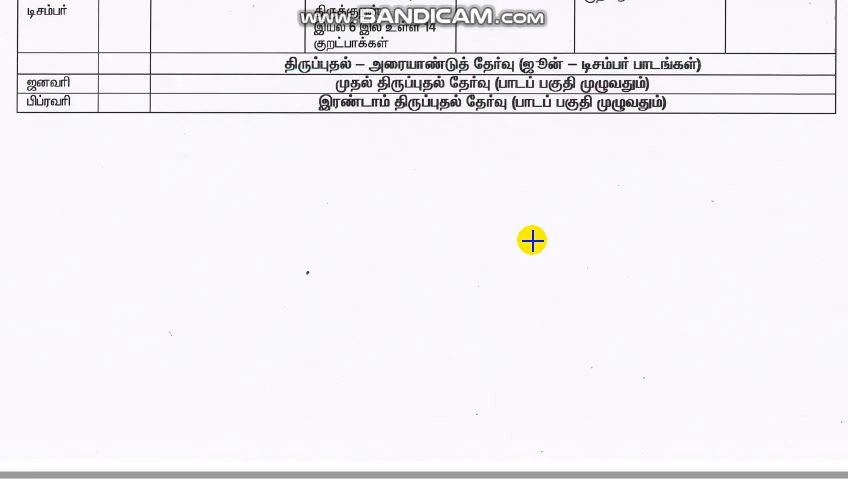 www.BANDICAM.com
டிசம்பர்
இயல் 6 இல் உள்ள 14
குறட்பாக்கள்
திருப்புதல் – அரையாண்டுத் தேர்வு (ஜூன் – டிசம்பர் பாடங்கள்)
ஜனவரி முதல் திருப்புதல் தேர்வு (பாடப் பகுதி முழுவதும்)
பிப்ரவரி இரண்டாம் திருப்புதல் தேர்வு (பாடப் பகுதி முழுவதும்)